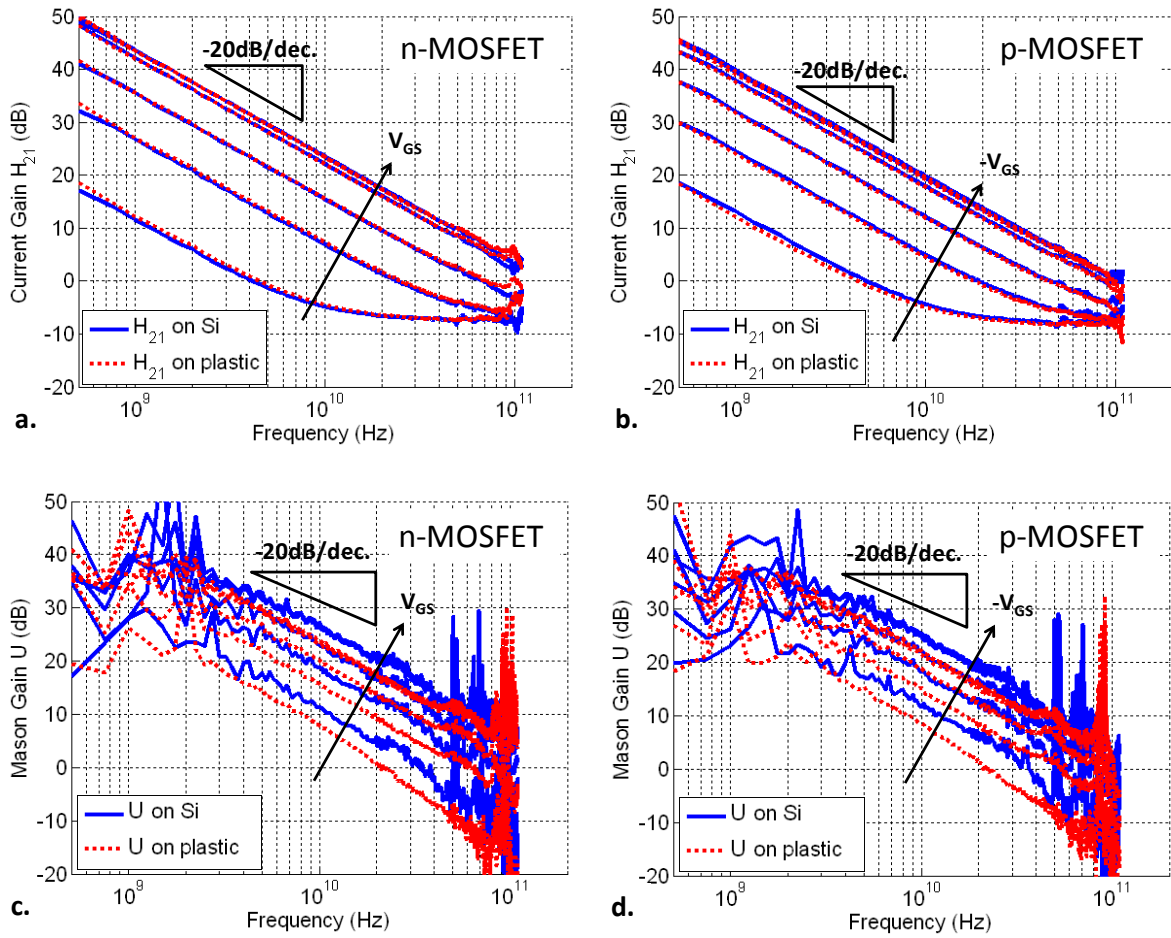 n-MOSFET
-20dB/dec.
V_GS
Current Gain H_21 (dB)
50
40
30
20
10
0
-10
-20
H_21 on Si
H_21 on plastic
10^9
10^10
10^11
Frequency (Hz)
a.
p-MOSFET
-20dB/dec.
-V_GS
Current Gain H_21 (dB)
50
40
30
20
10
0
-10
-20
H_21 on Si
H_21 on plastic
10^9
10^10
10^11
Frequency (Hz)
b.
n-MOSFET
-20dB/dec.
V_GS
Mason Gain U (dB)
50
40
30
20
10
0
-10
-20
U on Si
U on plastic
10^9
10^10
10^11
Frequency (Hz)
c.
p-MOSFET
-20dB/dec.
-V_GS
Mason Gain U (dB)
50
40
30
20
10
0
-10
-20
U on Si
U on plastic
10^9
10^10
10^11
Frequency (Hz)
d.